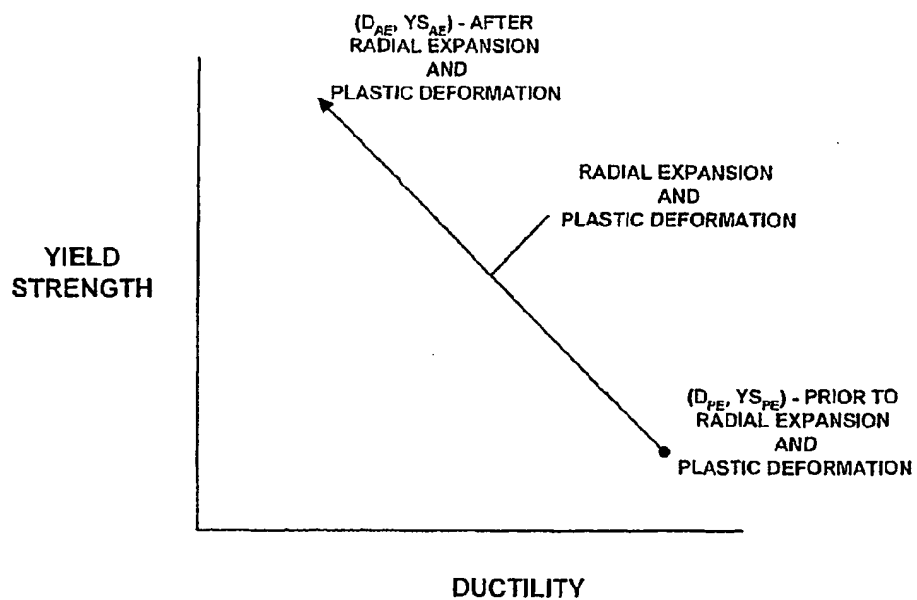 (D_AE, YS_AE) - AFTER
RADIAL EXPANSION
AND
PLASTIC DEFORMATION
RADIAL EXPANSION
AND
PLASTIC DEFORMATION
YIELD
STRENGTH
(D_PE, YS_PE) - PRIOR TO
RADIAL EXPANSION
AND
PLASTIC DEFORMATION
DUCTILITY